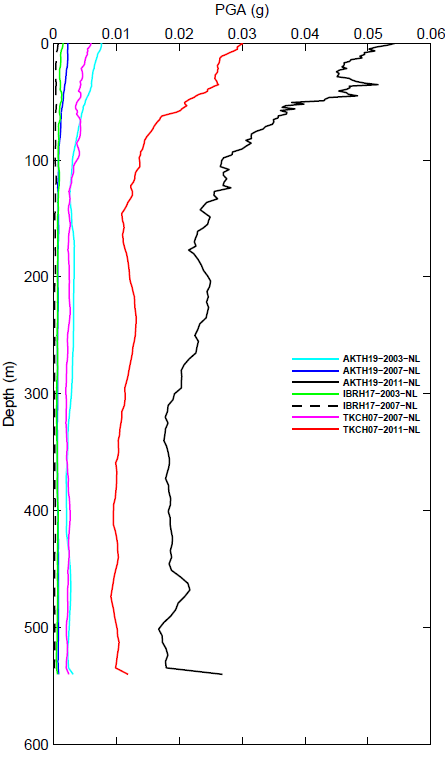 PGA (g)
0 0.01 0.02 0.03 0.04 0.05 0.06
0
100
200
300
400
500
600
Depth (m)
AKTH19-2003-NL
AKTH19-2007-NL
AKTH19-2011-NL
IBRH17-2003-NL
IBRH17-2007-NL
TKCH07-2007-NL
TKCH07-2011-NL